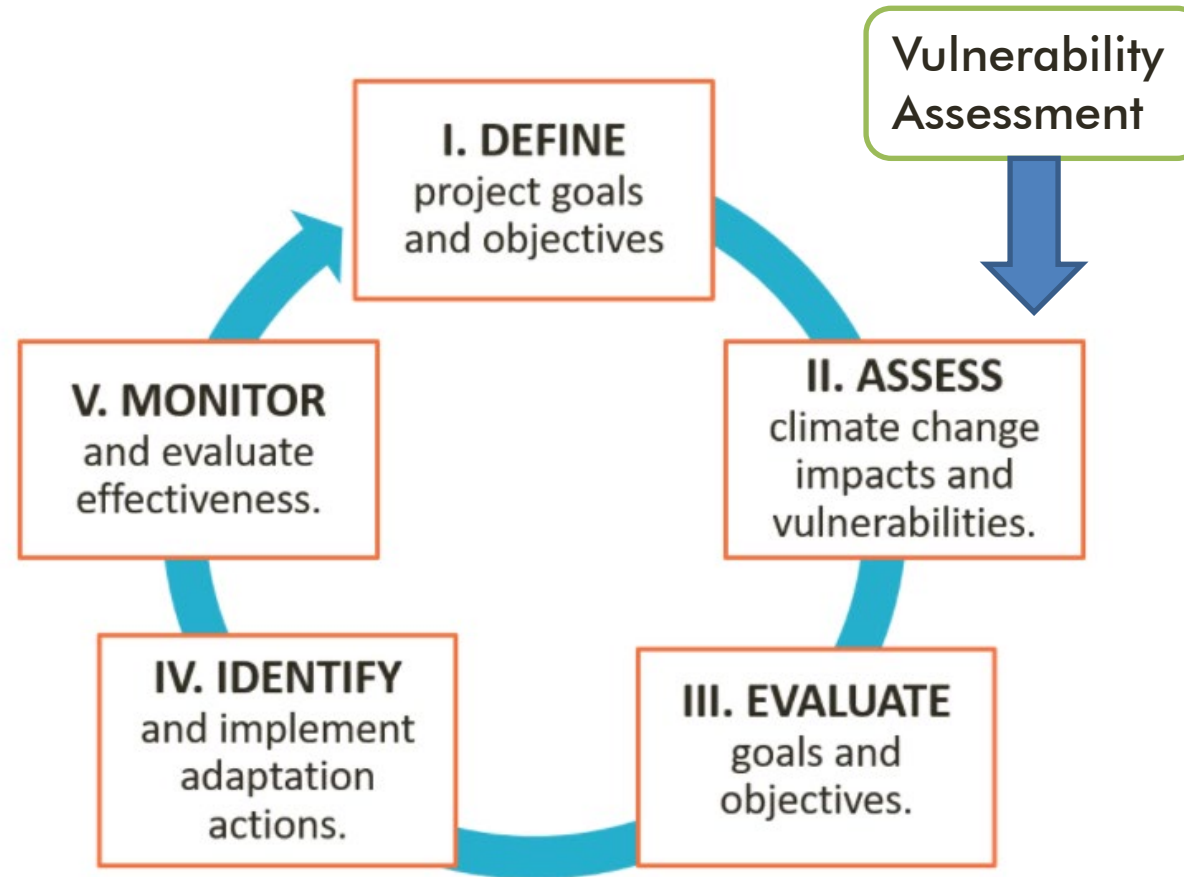 Vulnerability
Assessment
I. DEFINE
project goals
and objectives
II. ASSESS
climate change
impacts and
vulnerabilities.
III. EVALUATE
goals and
objectives.
IV. IDENTIFY
and implement
adaptation
actions.
V. MONITOR
and evaluate
effectiveness.